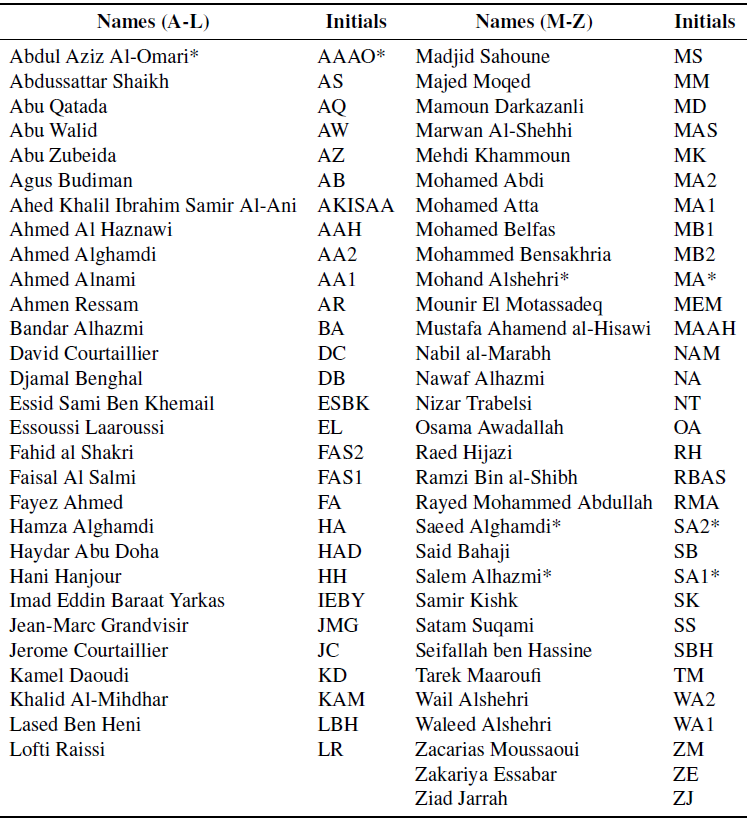 Names (A-L) Initials Names (M-Z) Initials
Abdul Aziz Al-Omari* AAAO* Madjid Sahoune MS
Abdussattar Shaikh AS Majed Moqed MM
Abu Qatada AQ Mamoun Darkazanli MD
Abu Walid AW Marwan Al-Shehhi MAS
Abu Zubeida AZ Mehdi Khammoun MK
Agus Budiman AB Mohamed Abdi MA2
Ahed Khalil Ibrahim Samir Al-Ani AKISAA Mohamed Atta MA1
Ahmed Al Haznawi AAH Mohamed Belfas MB1
Ahmed Alghamdi AA2 Mohammed Bensakhria MB2
Ahmed Alnami AA1 Mohand Alshehri* MA*
Ahmen Ressam AR Mounir El Motassadeq MEM
Bandar Alhazmi BA Mustafa Ahamend al-Hisawi MAAH
David Courtaillier DC Nabil al-Marabh NAM
Djamal Benghal DB Nawaf Alhazmi NA
Essid Sami Ben Khemail ESBK Nizar Trabelsi NT
Essoussi Laaroussi EL Osama Awadallah OA
Fahid al Shakri FAS2 Raed Hijazi RH
Faisal Al Salmi FAS1 Ramzi Bin al-Shibh RBAS
Fayez Ahmed FA Rayed Mohammed Abdullah RMA
Hamza Alghamdi HA Saeed Alghamdi* SA2*
Haydar Abu Doha HAD Said Bahaji SB
Hani Hanjour HH Salem Alhazmi* SA1*
Imad Eddin Baraat Yarkas IEBY Samir Kishk SK
Jean-Marc Grandvisir JMG Satam Suqami SS
Jerome Courtaillier JC Seifallah ben Hassine SBH
Kamel Daoudi KD Tarek Maaroufi TM
Khalid Al-Mihdhar KAM Wail Alshehri WA2
Lased Ben Heni LBH Waleed Alshehri WA1
Lofti Raissi LR Zacarias Moussaoui ZM
Zakariya Essabar ZE
Ziad Jarrah ZJ